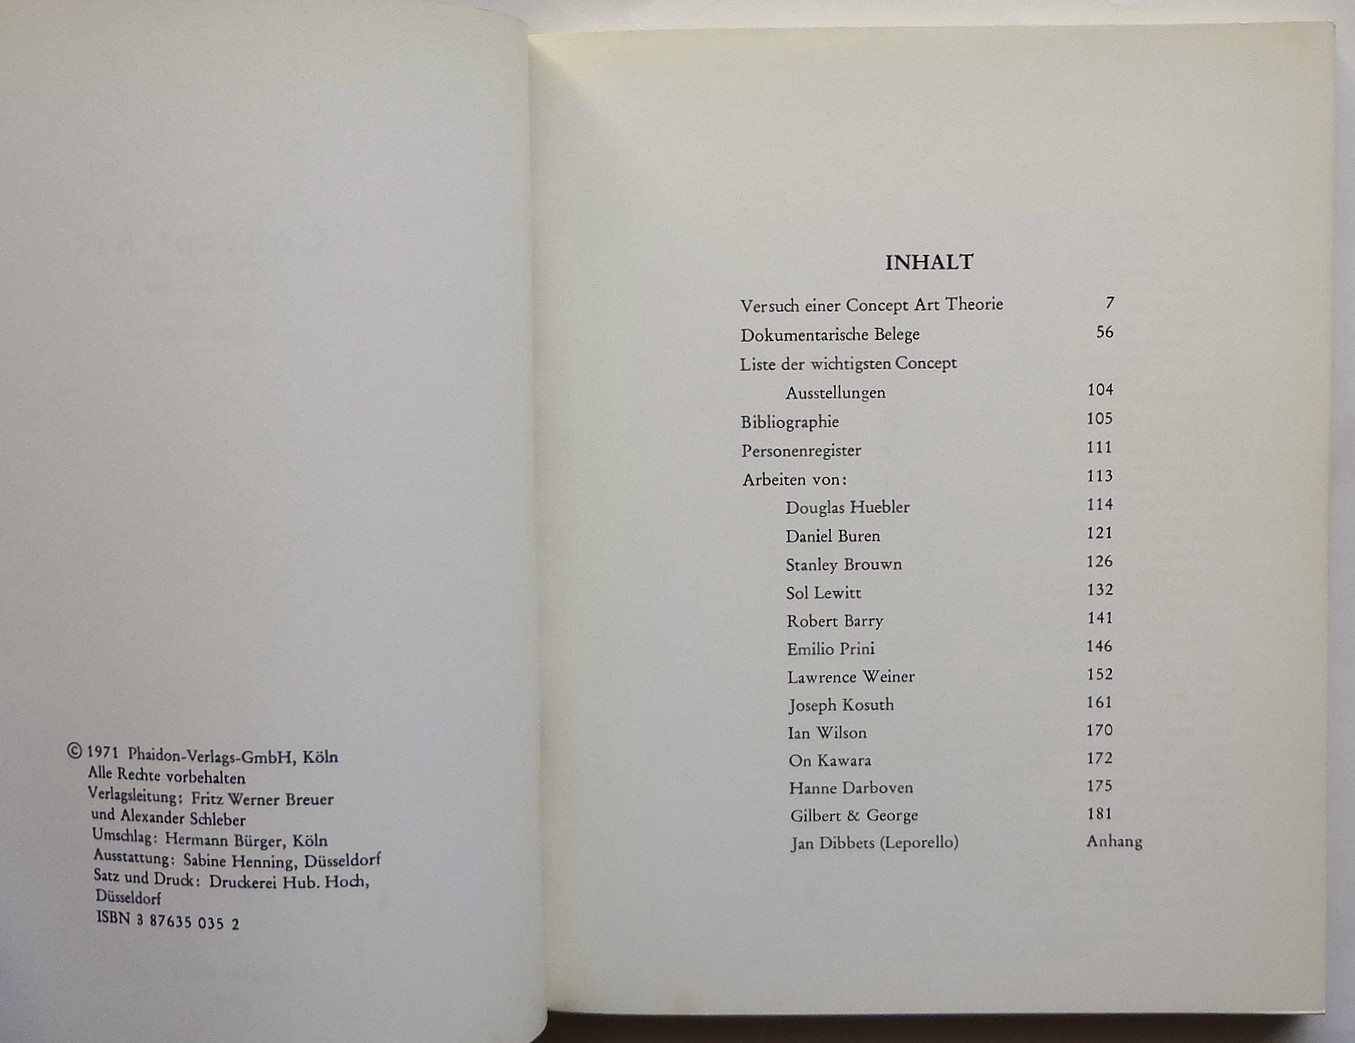 © 1971 Phaidon-Verlags-GmbH, Köln
Alle Rechte vorbehalten
Verlagsleitung: Fritz Werner Breuer
und Alexander Schleber
Umschlag: Hermann Bürger, Köln
Ausstattung: Sabine Henning, Düsseldorf
Satz und Druck: Druckerei Hub. Hoch,
Düsseldorf
ISBN 3 87635 035 2
INHALT
Versuch einer Concept Art Theorie 7
Dokumentarische Belege 56
Liste der wichtigsten Concept
Ausstellungen 104
Bibliographie 105
Personenregister 111
Arbeiten von: 113
Douglas Huebler 114
Daniel Buren 121
Stanley Brouwn 126
Sol Lewitt 132
Robert Barry 141
Emilio Prini 146
Lawrence Weiner 152
Joseph Kosuth 161
Ian Wilson 170
On Kawara 172
Hanne Darboven 175
Gilbert & George 181
Jan Dibbets (Leporello) Anhang